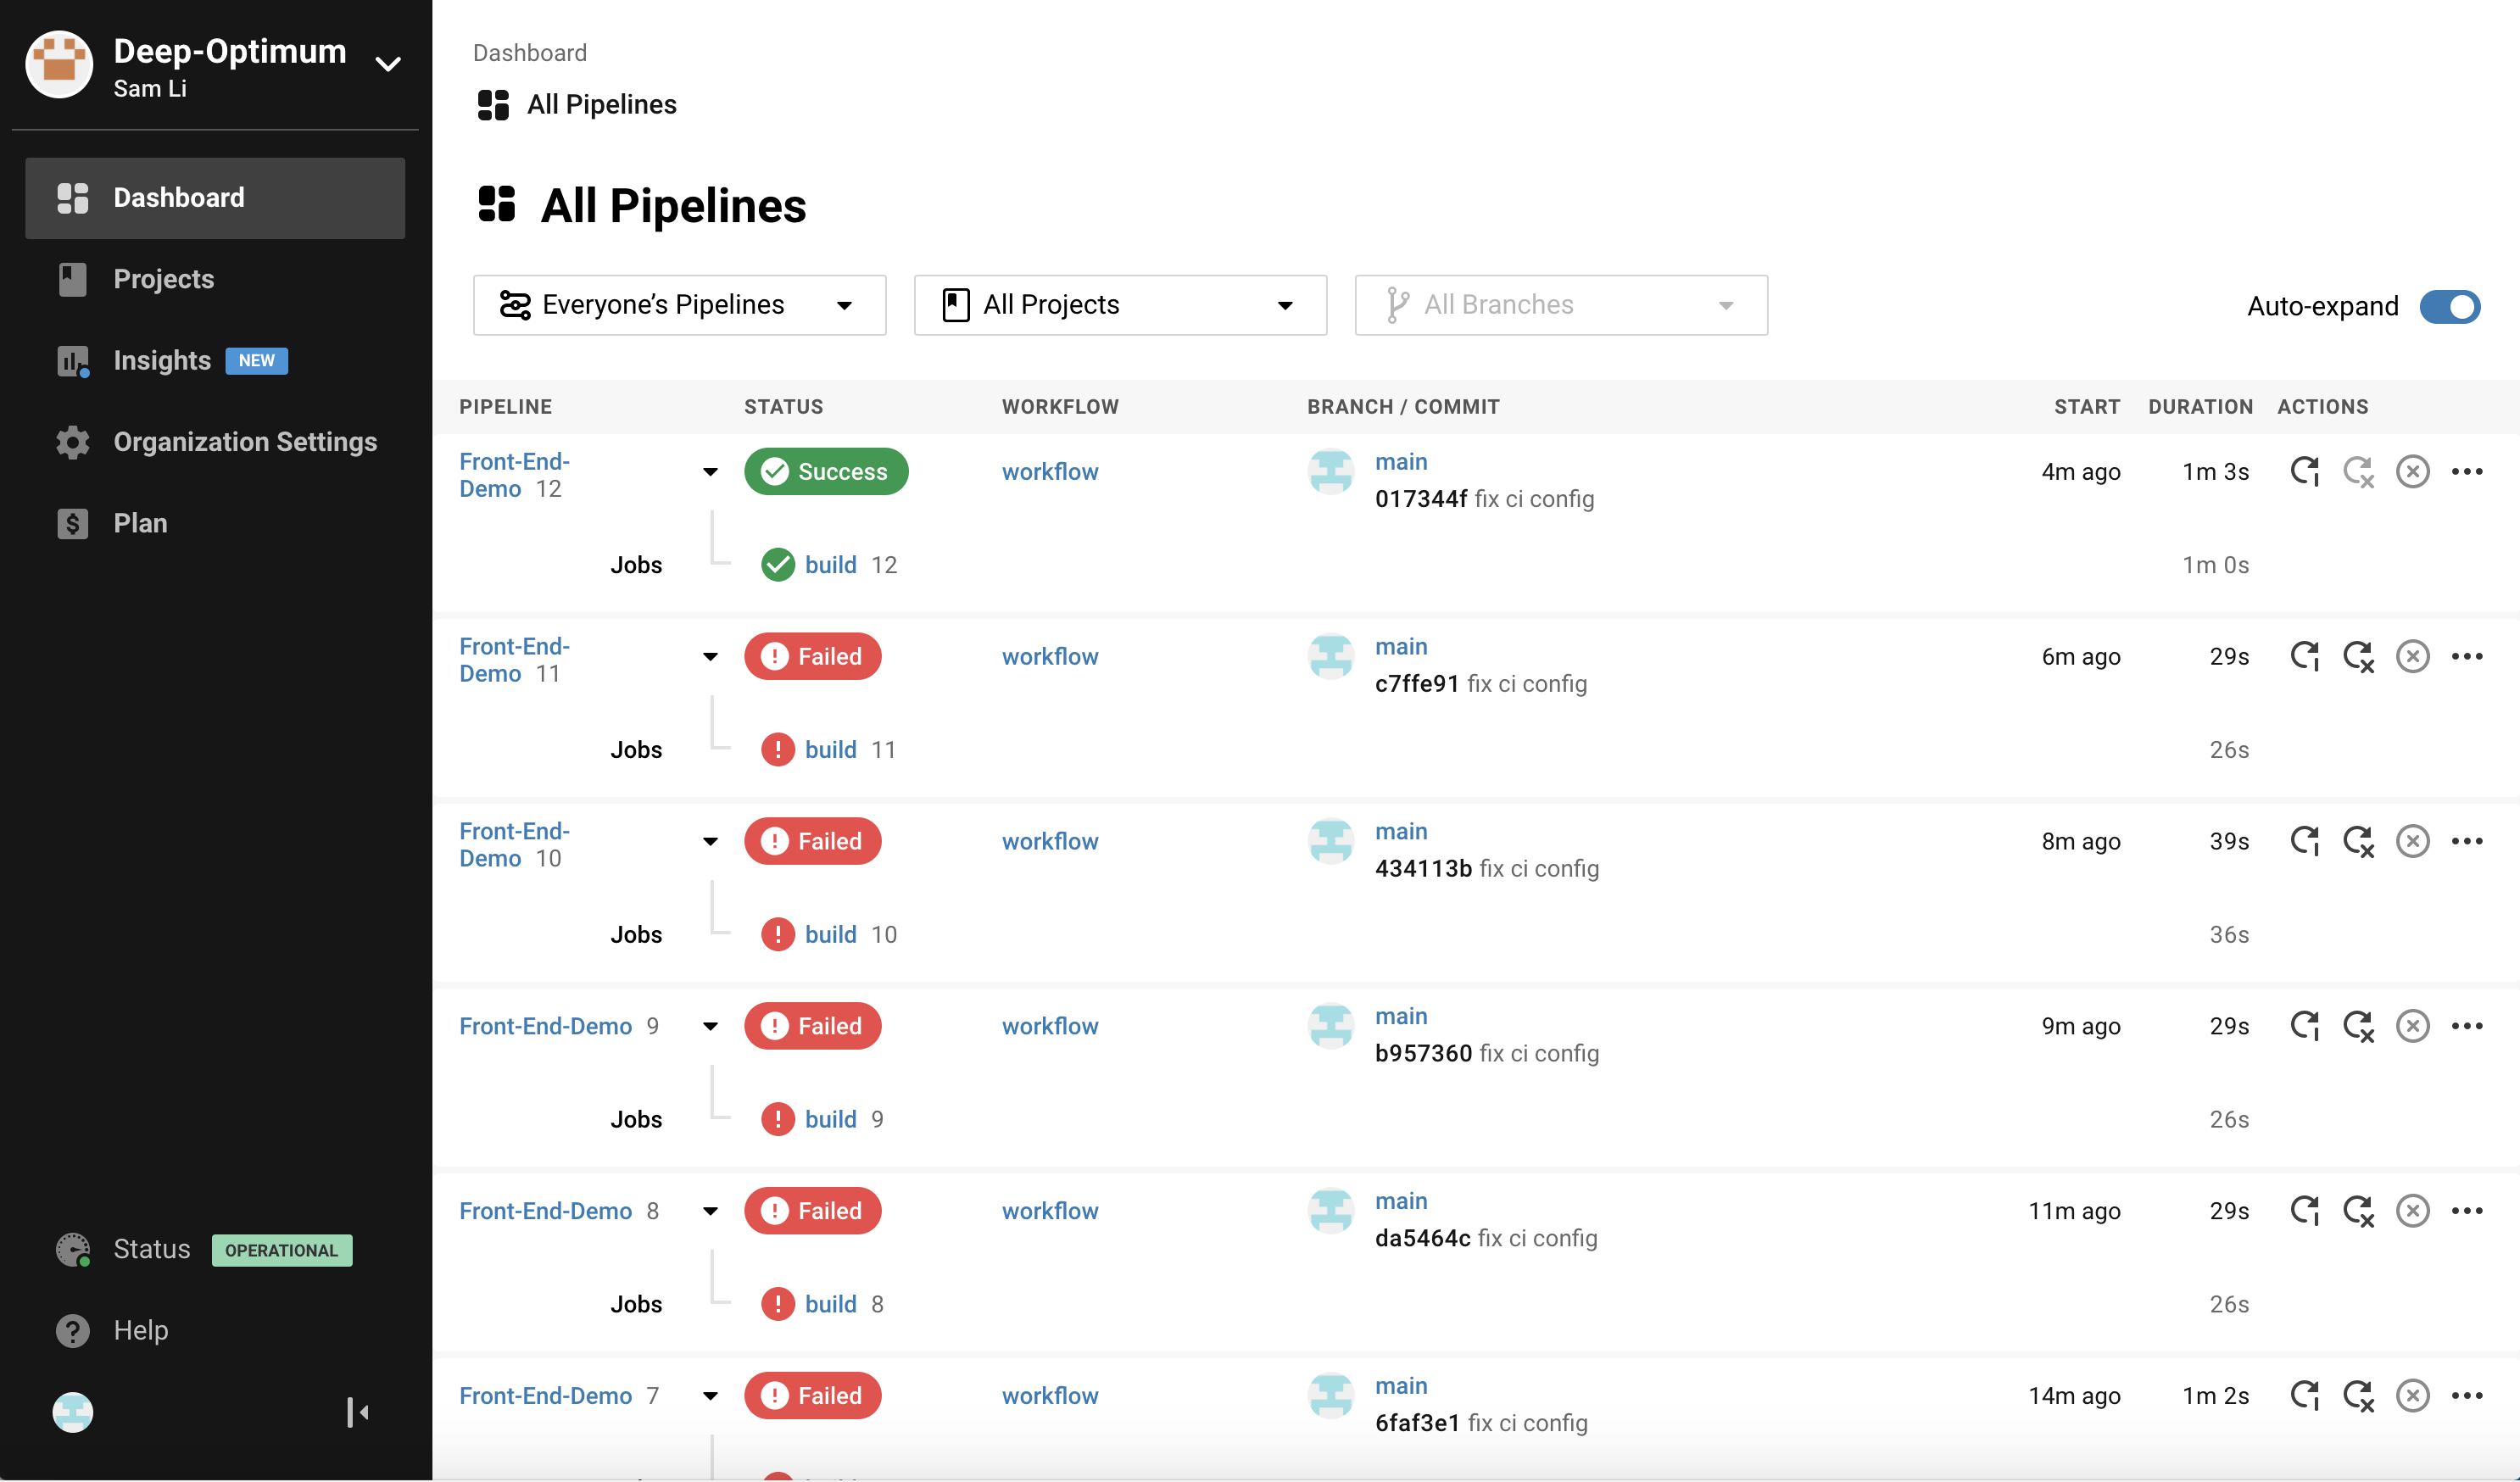 Deep-Optimum
Sam Li
Dashboard
Projects
Insights NEW
Organization Settings
Plan
Status OPERATIONAL
Help
Dashboard
All Pipelines
All Pipelines
Everyone’s Pipelines
All Projects
All Branches
Auto-expand
PIPELINE STATUS WORKFLOW BRANCH / COMMIT START DURATION ACTIONS
Front-End-
Demo 12
Success
workflow
main
017344f fix ci config
4m ago
1m 3s
Jobs
build 12
1m 0s
Front-End-
Demo 11
Failed
workflow
main
c7ffe91 fix ci config
6m ago
29s
Jobs
build 11
26s
Front-End-
Demo 10
Failed
workflow
main
434113b fix ci config
8m ago
39s
Jobs
build 10
36s
Front-End-Demo 9
Failed
workflow
main
b957360 fix ci config
9m ago
29s
Jobs
build 9
26s
Front-End-Demo 8
Failed
workflow
main
da5464c fix ci config
11m ago
29s
Jobs
build 8
26s
Front-End-Demo 7
Failed
workflow
main
6faf3e1 fix ci config
14m ago
1m 2s